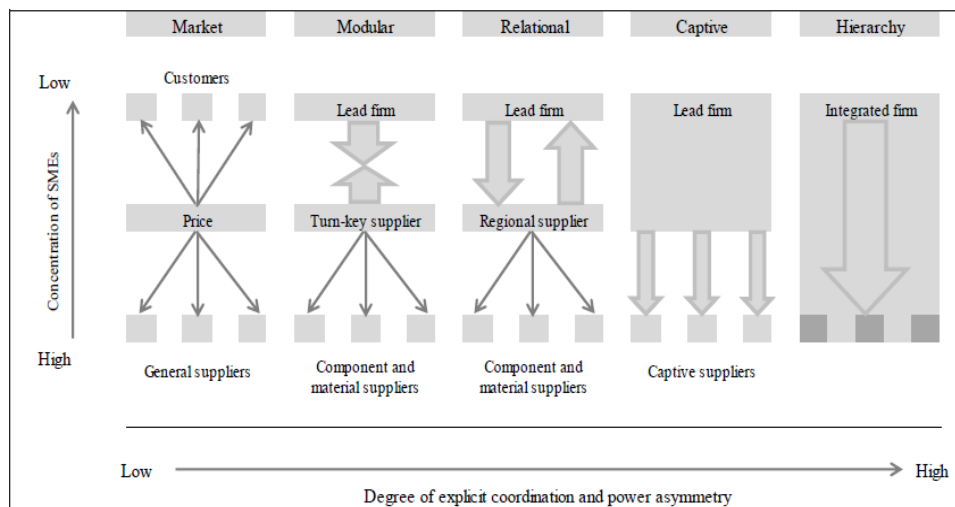 Market Modular Relational Captive Hierarchy
Low
Customers
Lead firm Lead firm Lead firm Integrated firm
Concentration of SMEs
Price Turn-key supplier Regional supplier
High
General suppliers
Component and
material suppliers
Component and
material suppliers
Captive suppliers
Low High
Degree of explicit coordination and power asymmetry